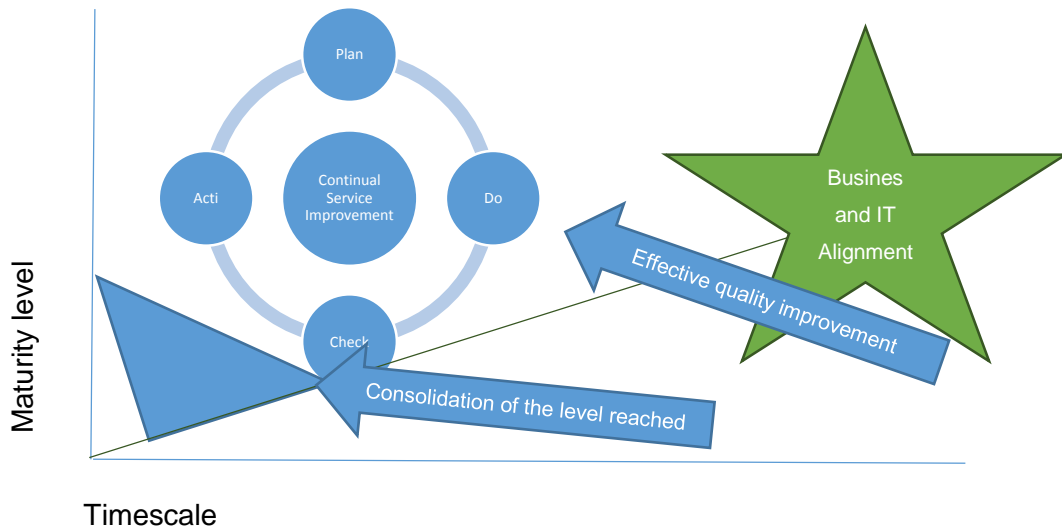 Plan
Acti
Continual
Service
Improvement
Do
Check
Busines
and IT
Alignment
Effective quality improvement
Consolidation of the level reached
Maturity level
Timescale